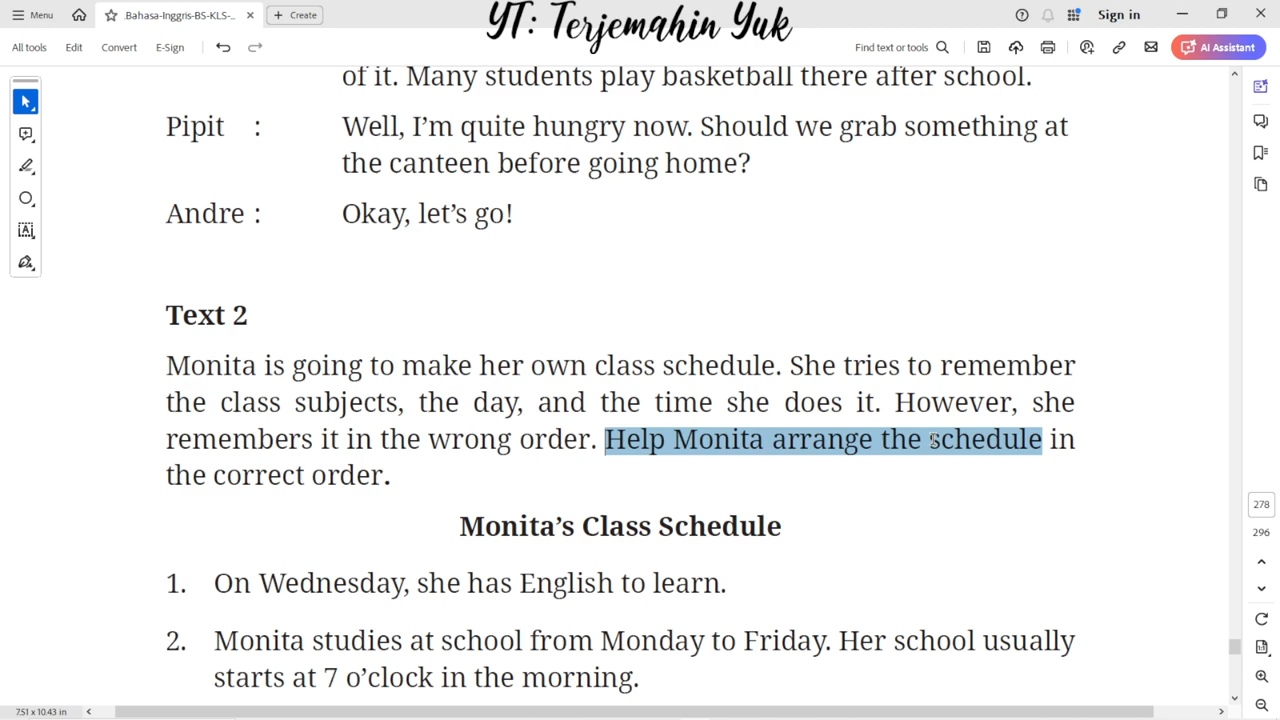 Menu
.Bahasa-Inggris-BS-KLS-...
Create
YT: Terjemahin Yuk
Sign in
All tools
Edit
Convert
E-Sign
Find text or tools
AI Assistant
of it. Many students play basketball there after school.
Pipit : Well, I’m quite hungry now. Should we grab something at
the canteen before going home?
Andre : Okay, let’s go!
Text 2
Monita is going to make her own class schedule. She tries to remember
the class subjects, the day, and the time she does it. However, she
remembers it in the wrong order. Help Monita arrange the schedule in
the correct order.
Monita’s Class Schedule
1. On Wednesday, she has English to learn.
2. Monita studies at school from Monday to Friday. Her school usually
starts at 7 o’clock in the morning.
278
296
7.51 x 10.43 in